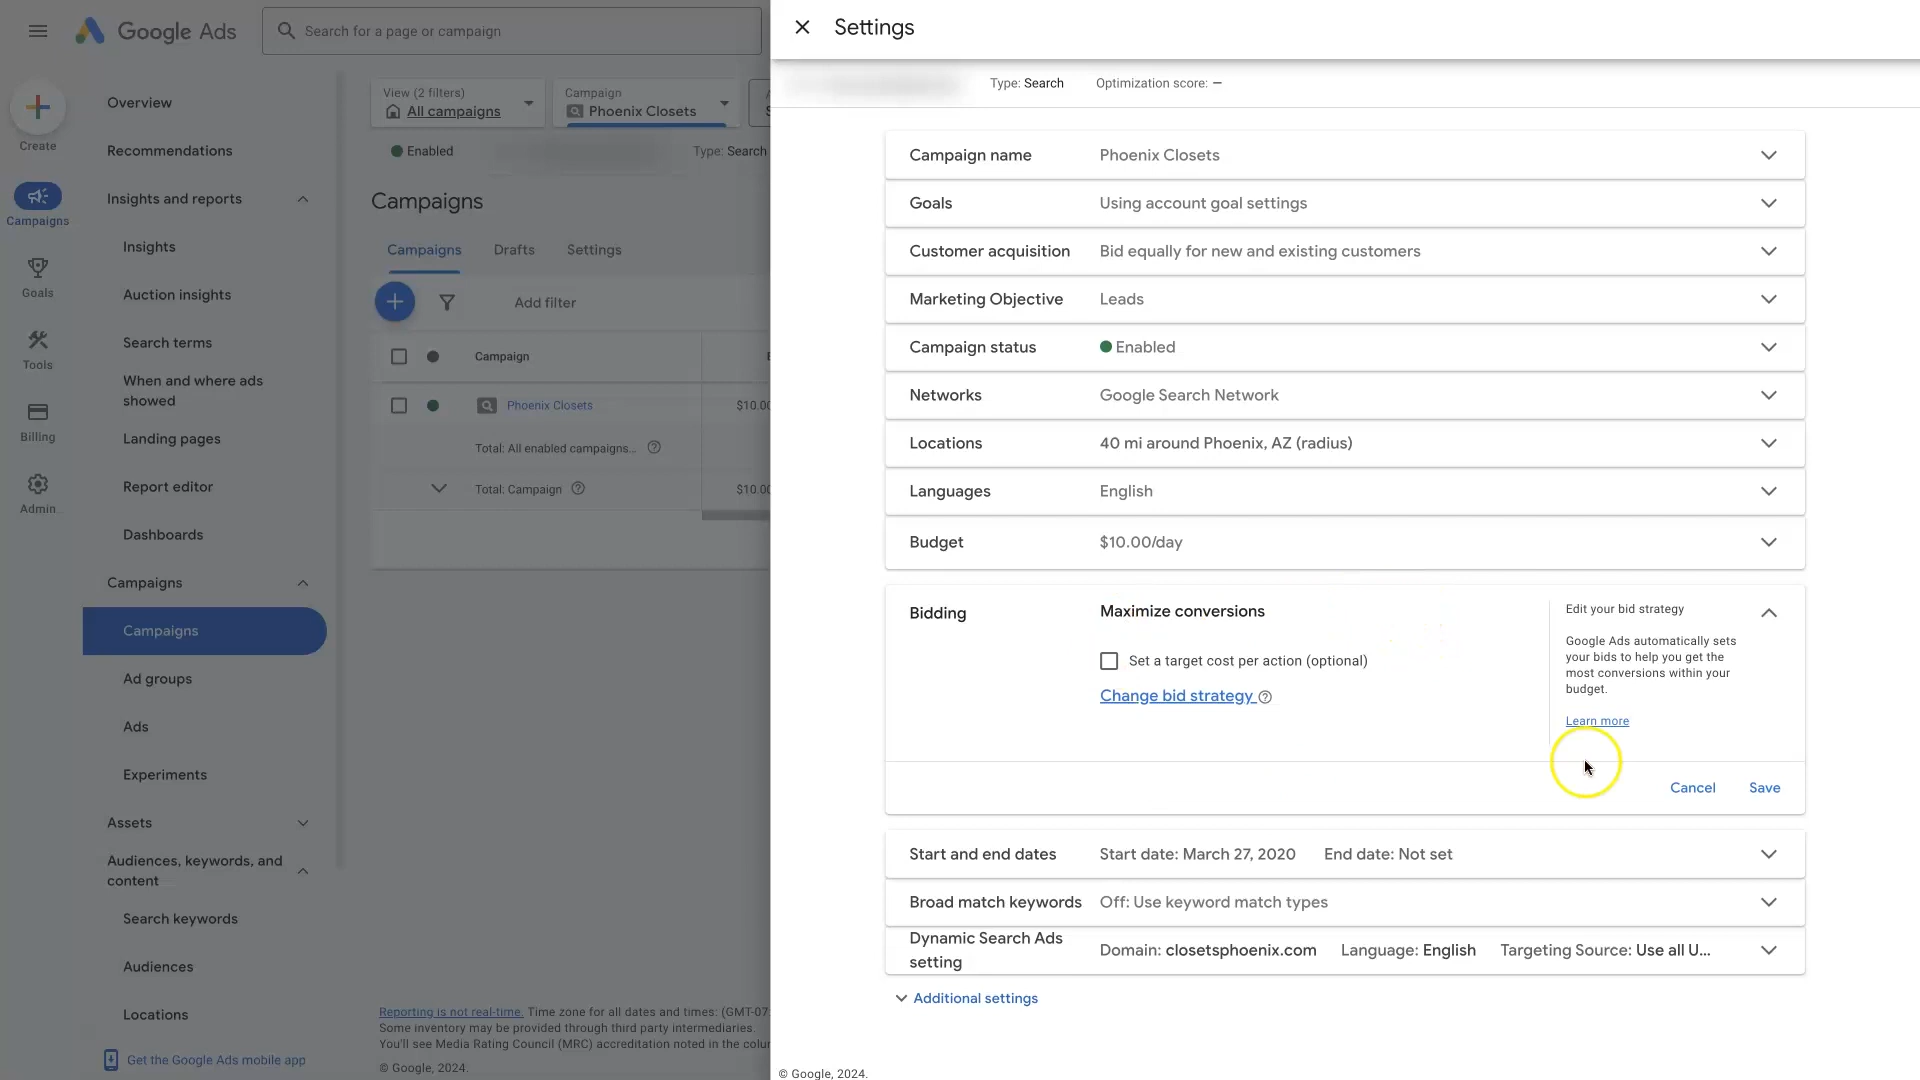 Google Ads
Search for a page or campaign
Create
Campaigns
Goals
Tools
Billing
Admin
Overview
Recommendations
Insights and reports
Insights
Auction insights
Search terms
When and where ads
showed
Landing pages
Report editor
Dashboards
Campaigns
Campaigns
Ad groups
Ads
Experiments
Assets
Audiences, keywords, and
content
Search keywords
Audiences
Locations
Get the Google Ads mobile app
View (2 filters)
All campaigns
Campaign
Phoenix Closets
Enabled
Type: Search
Campaigns
Campaigns Drafts Settings
Add filter
Campaign
Phoenix Closets $10.00
Total: All enabled campaigns...
Total: Campaign $10.00
Reporting is not real-time. Time zone for all dates and times: (GMT-07:
Some inventory may be provided through third party intermediaries.
You'll see Media Rating Council (MRC) accreditation noted in the colum
© Google, 2024.
Settings
Type: Search Optimization score: –
Campaign name Phoenix Closets
Goals Using account goal settings
Customer acquisition Bid equally for new and existing customers
Marketing Objective Leads
Campaign status Enabled
Networks Google Search Network
Locations 40 mi around Phoenix, AZ (radius)
Languages English
Budget $10.00/day
Bidding
Maximize conversions
Set a target cost per action (optional)
Change bid strategy
Edit your bid strategy
Google Ads automatically sets
your bids to help you get the
most conversions within your
budget.
Learn more
Cancel Save
Start and end dates Start date: March 27, 2020 End date: Not set
Broad match keywords Off: Use keyword match types
Dynamic Search Ads
setting
Domain: closetsphoenix.com Language: English Targeting Source: Use all U...
Additional settings
© Google, 2024.